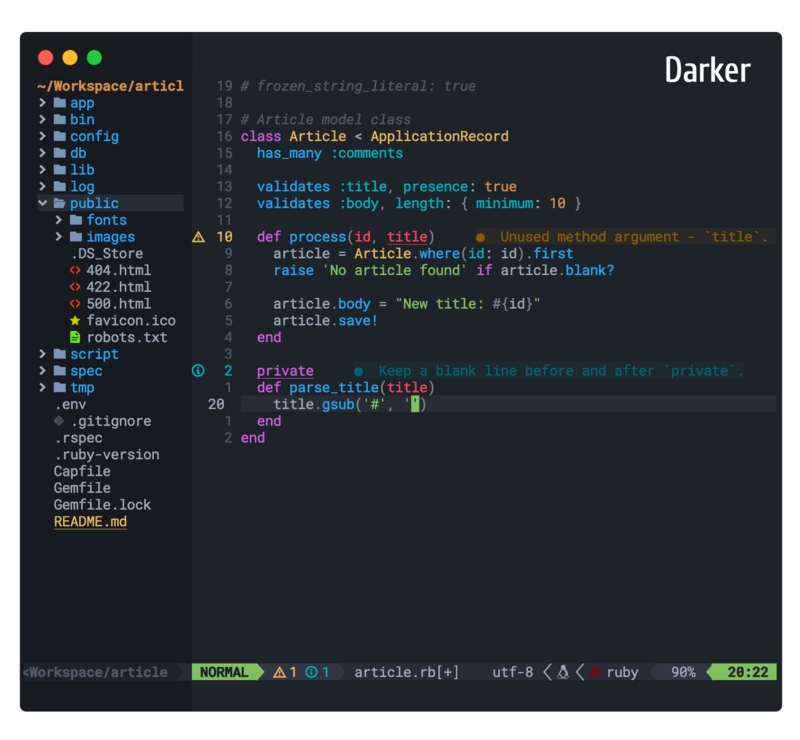 Darker
~/Workspace/articl
app
bin
config
db
lib
log
public
fonts
images
.DS_Store
404.html
422.html
500.html
favicon.ico
robots.txt
script
spec
tmp
.env
.gitignore
.rspec
.ruby-version
Capfile
Gemfile
Gemfile.lock
README.md
19 # frozen_string_literal: true
18
17 # Article model class
16 class Article < ApplicationRecord
15   has_many :comments
14
13   validates :title, presence: true
12   validates :body, length: { minimum: 10 }
11
10   def process(id, title)     ● Unused method argument - `title`.
9     article = Article.where(id: id).first
8     raise 'No article found' if article.blank?
7
6     article.body = "New title: #{id}"
5     article.save!
4   end
3
2   private     ● Keep a blank line before and after `private`.
1   def parse_title(title)
20     title.gsub('#', '')
1   end
2 end
<Workspace/article
NORMAL 1 1 article.rb[+] utf-8 ruby 90% 20:22